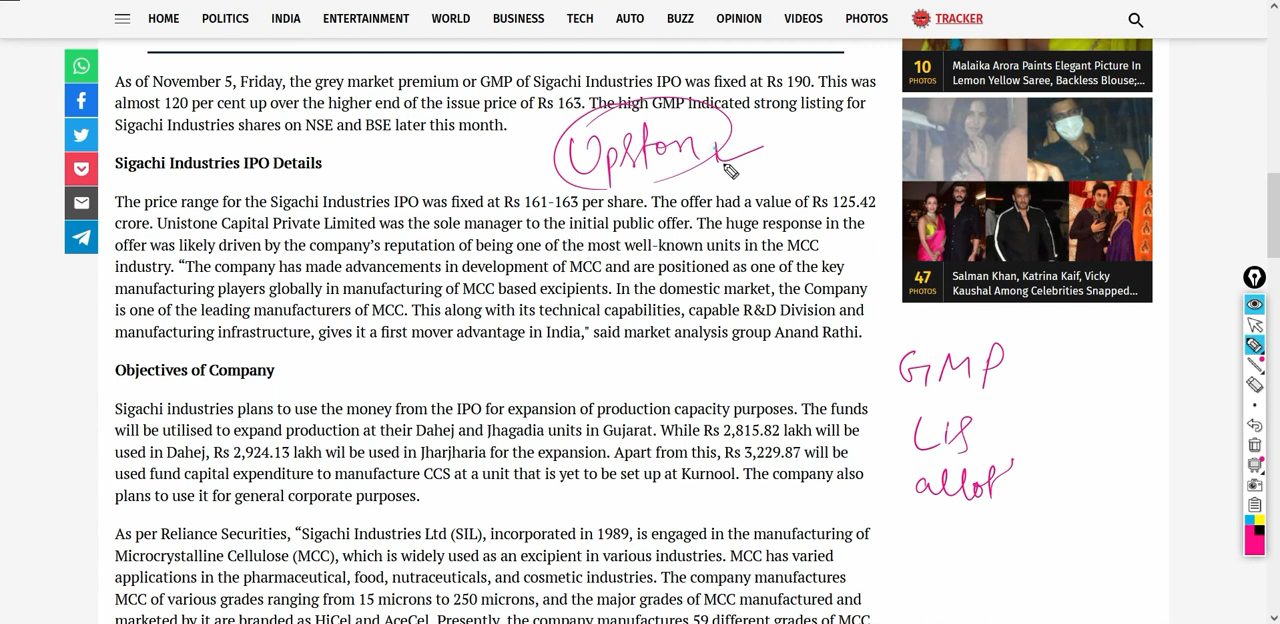 HOME POLITICS INDIA ENTERTAINMENT WORLD BUSINESS TECH AUTO BUZZ OPINION VIDEOS PHOTOS TRACKER
As of November 5, Friday, the grey market premium or GMP of Sigachi Industries IPO was fixed at Rs 190. This was
almost 120 per cent up over the higher end of the issue price of Rs 163. The high GMP indicated strong listing for
Sigachi Industries shares on NSE and BSE later this month.
Upston
Sigachi Industries IPO Details
The price range for the Sigachi Industries IPO was fixed at Rs 161-163 per share. The offer had a value of Rs 125.42
crore. Unistone Capital Private Limited was the sole manager to the initial public offer. The huge response in the
offer was likely driven by the company's reputation of being one of the most well-known units in the MCC
industry. “The company has made advancements in development of MCC and are positioned as one of the key
manufacturing players globally in manufacturing of MCC based excipients. In the domestic market, the Company
is one of the leading manufacturers of MCC. This along with its technical capabilities, capable R&D Division and
manufacturing infrastructure, gives it a first mover advantage in India," said market analysis group Anand Rathi.
Objectives of Company
Sigachi industries plans to use the money from the IPO for expansion of production capacity purposes. The funds
will be utilised to expand production at their Dahej and Jhagadia units in Gujarat. While Rs 2,815.82 lakh will be
used in Dahej, Rs 2,924.13 lakh wil be used in Jharjharia for the expansion. Apart from this, Rs 3,229.87 will be
used fund capital expenditure to manufacture CCS at a unit that is yet to be set up at Kurnool. The company also
plans to use it for general corporate purposes.
As per Reliance Securities, “Sigachi Industries Ltd (SIL), incorporated in 1989, is engaged in the manufacturing of
Microcrystalline Cellulose (MCC), which is widely used as an excipient in various industries. MCC has varied
applications in the pharmaceutical, food, nutraceuticals, and cosmetic industries. The company manufactures
MCC of various grades ranging from 15 microns to 250 microns, and the major grades of MCC manufactured and
marketed by it are branded as HiCel and AceCel. Presently, the company manufactures 59 different grades of MCC
10
PHOTOS
Malaika Arora Paints Elegant Picture In
Lemon Yellow Saree, Backless Blouse;...
47
PHOTOS
Salman Khan, Katrina Kaif, Vicky
Kaushal Among Celebrities Snapped...
GMP
LIS
allot